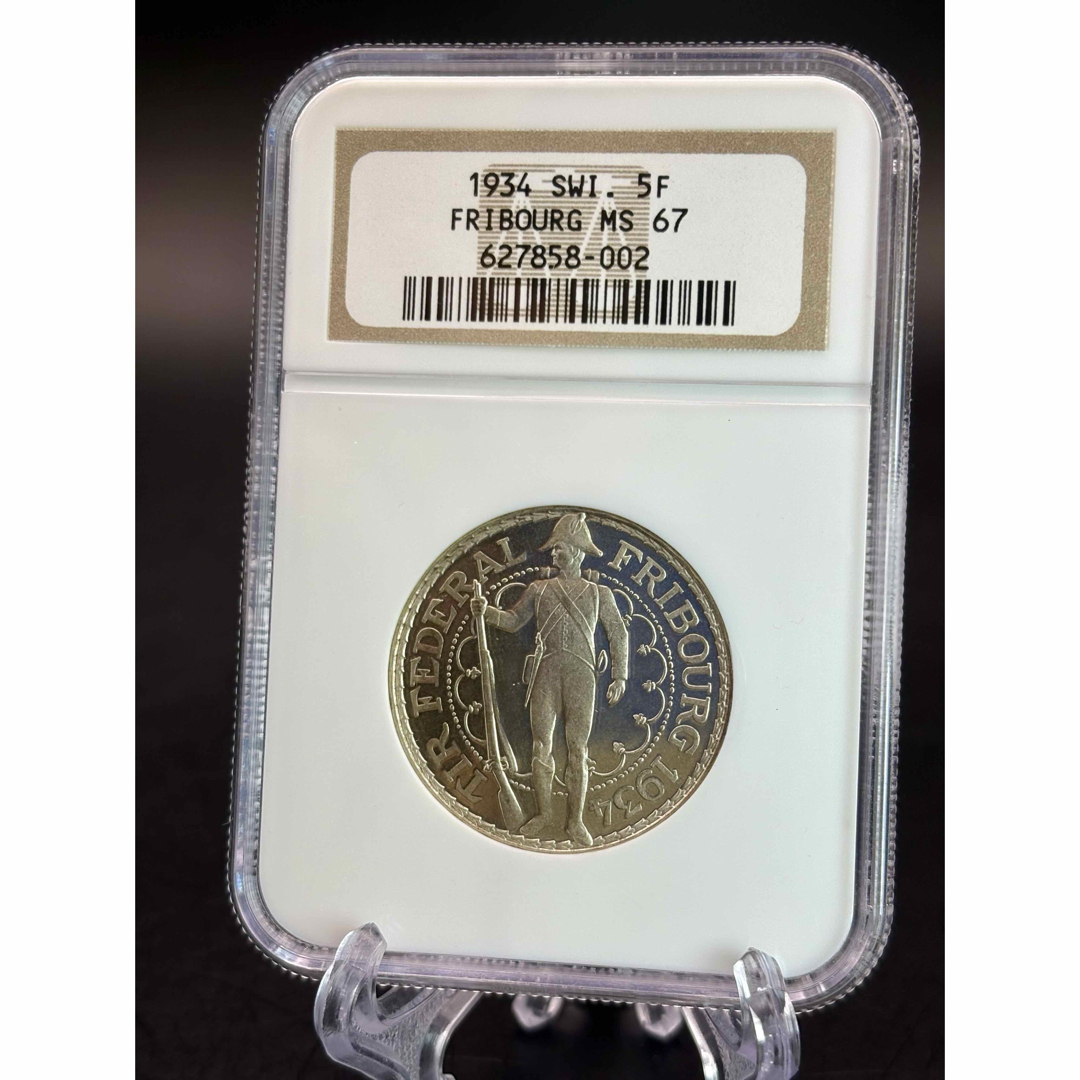 1934 SWI. 5F
FRIBOURG MS 67
627858-002
TIR FEDERAL FRIBOURG 1934